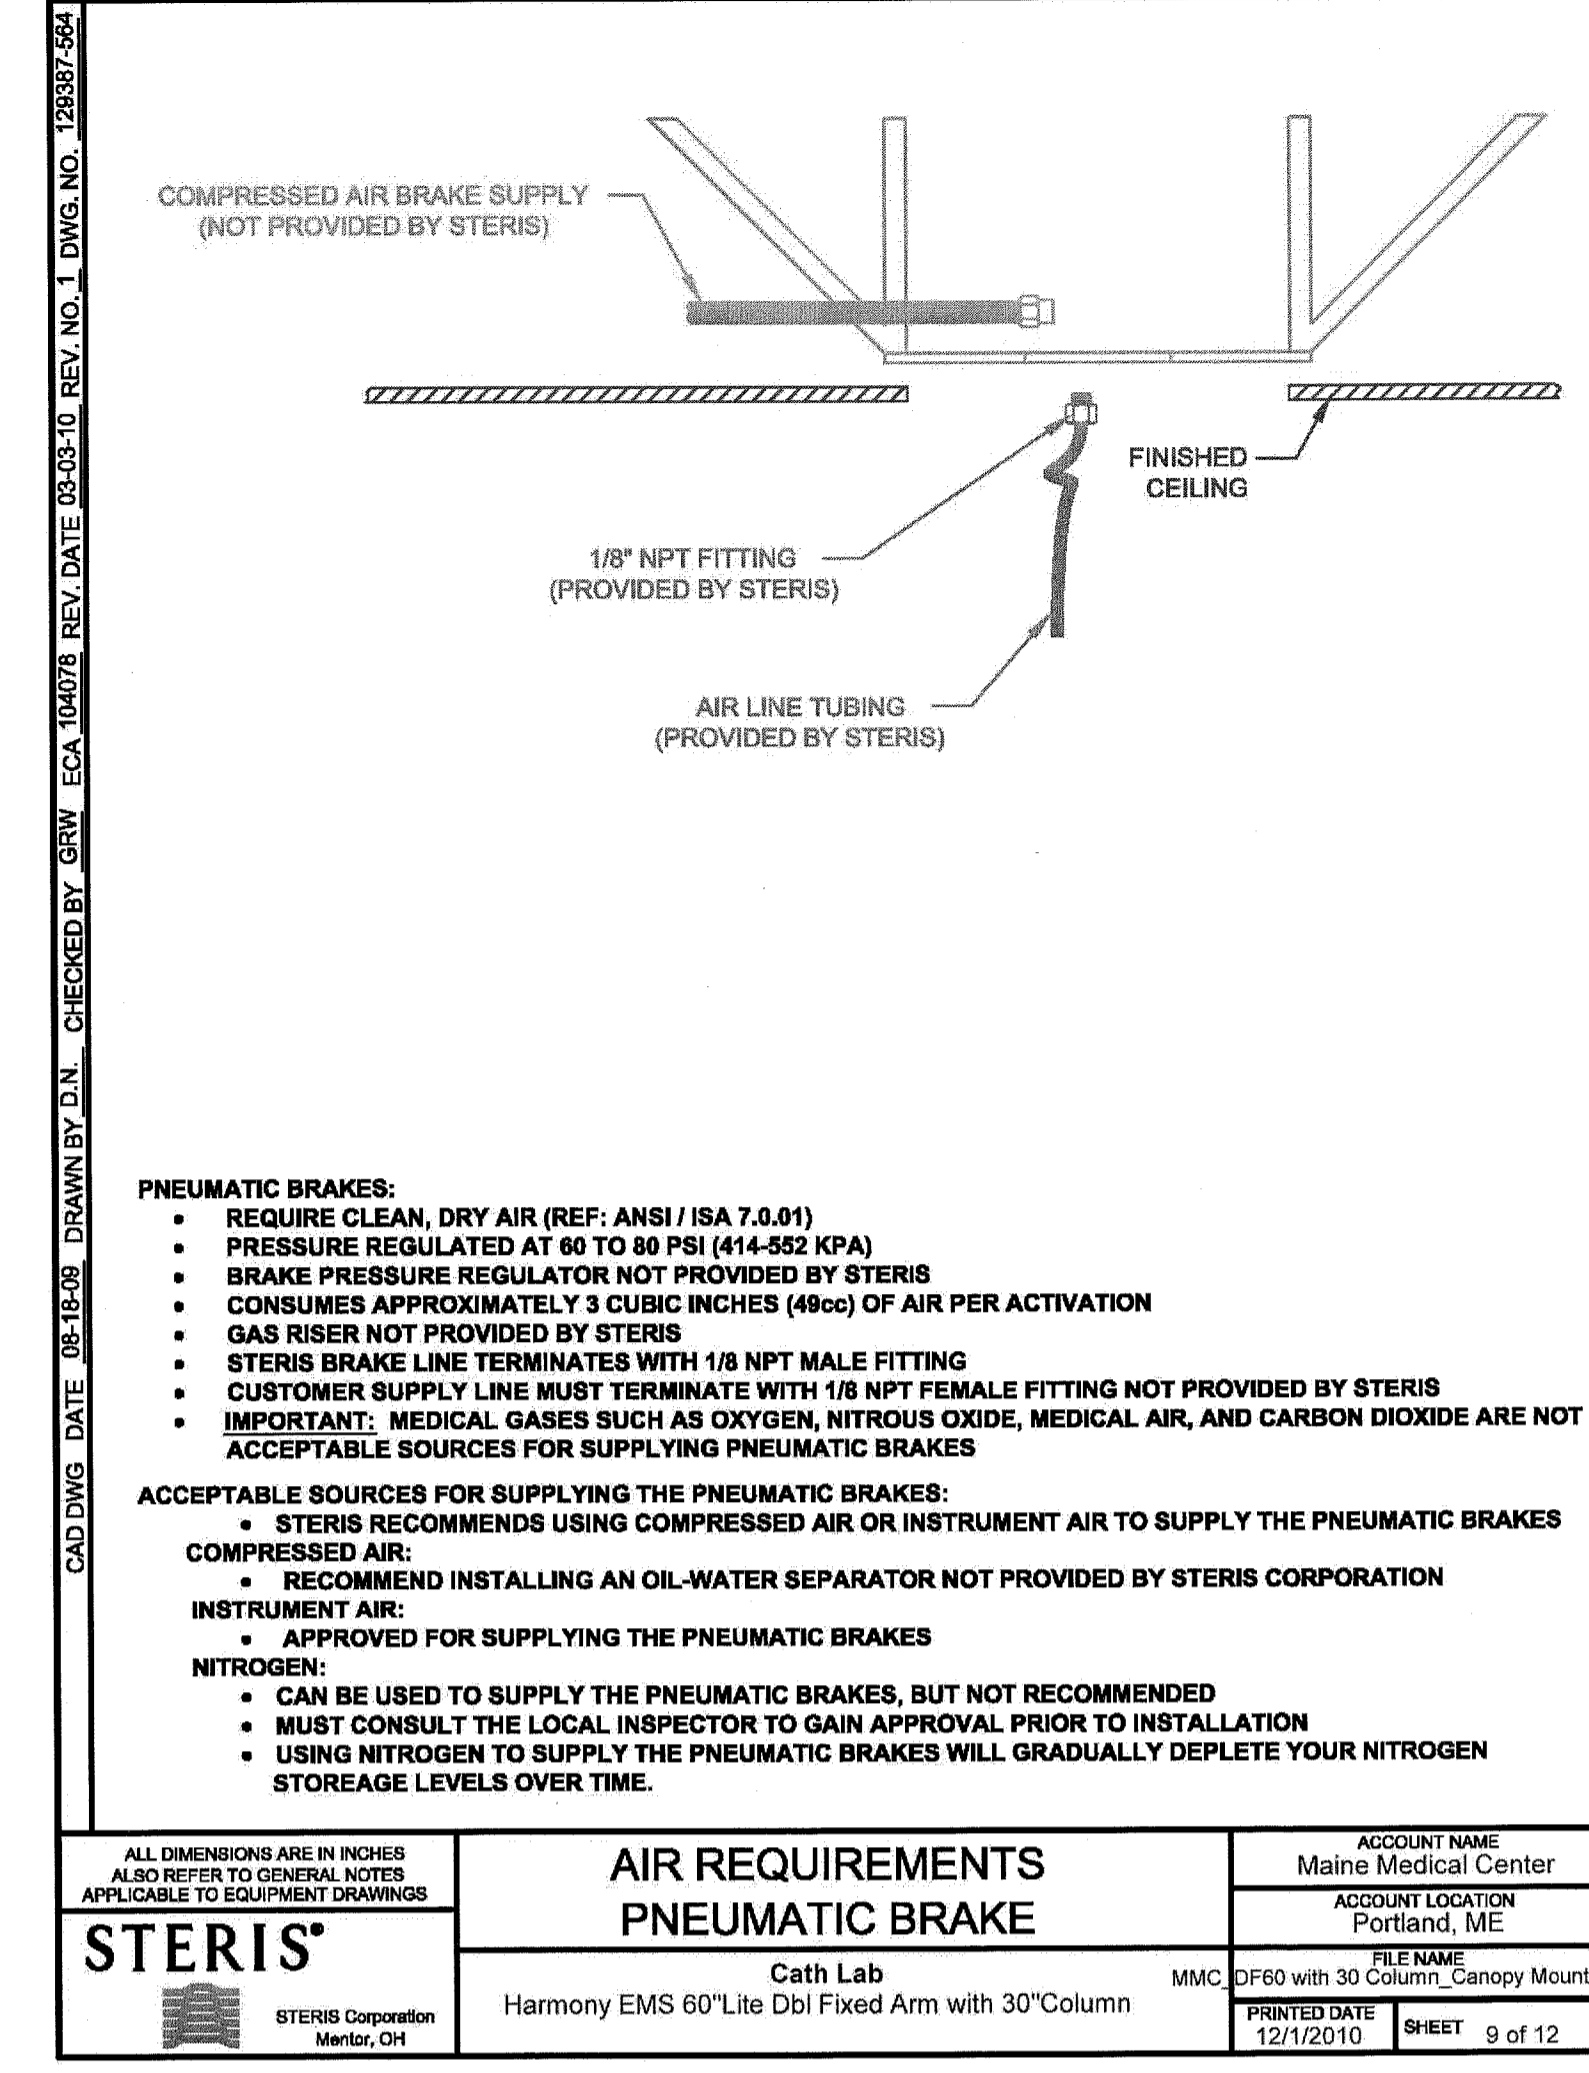 CAD DWG DATE 08-18-09 DRAWN BY D.N. CHECKED BY GRW ECA 104078 REV. DATE 03-03-10 REV. NO. 1 DWG. NO. 129387-564
COMPRESSED AIR BRAKE SUPPLY
(NOT PROVIDED BY STERIS)
FINISHED
CEILING
1/8" NPT FITTING
(PROVIDED BY STERIS)
AIR LINE TUBING
(PROVIDED BY STERIS)
PNEUMATIC BRAKES:
• REQUIRE CLEAN, DRY AIR (REF: ANSI / ISA 7.0.01)
• PRESSURE REGULATED AT 60 TO 80 PSI (414-552 KPA)
• BRAKE PRESSURE REGULATOR NOT PROVIDED BY STERIS
• CONSUMES APPROXIMATELY 3 CUBIC INCHES (49cc) OF AIR PER ACTIVATION
• GAS RISER NOT PROVIDED BY STERIS
• STERIS BRAKE LINE TERMINATES WITH 1/8 NPT MALE FITTING
• CUSTOMER SUPPLY LINE MUST TERMINATE WITH 1/8 NPT FEMALE FITTING NOT PROVIDED BY STERIS
• IMPORTANT: MEDICAL GASES SUCH AS OXYGEN, NITROUS OXIDE, MEDICAL AIR, AND CARBON DIOXIDE ARE NOT
ACCEPTABLE SOURCES FOR SUPPLYING PNEUMATIC BRAKES
ACCEPTABLE SOURCES FOR SUPPLYING THE PNEUMATIC BRAKES:
• STERIS RECOMMENDS USING COMPRESSED AIR OR INSTRUMENT AIR TO SUPPLY THE PNEUMATIC BRAKES
COMPRESSED AIR:
• RECOMMEND INSTALLING AN OIL-WATER SEPARATOR NOT PROVIDED BY STERIS CORPORATION
INSTRUMENT AIR:
• APPROVED FOR SUPPLYING THE PNEUMATIC BRAKES
NITROGEN:
• CAN BE USED TO SUPPLY THE PNEUMATIC BRAKES, BUT NOT RECOMMENDED
• MUST CONSULT THE LOCAL INSPECTOR TO GAIN APPROVAL PRIOR TO INSTALLATION
• USING NITROGEN TO SUPPLY THE PNEUMATIC BRAKES WILL GRADUALLY DEPLETE YOUR NITROGEN
STOREAGE LEVELS OVER TIME.
ALL DIMENSIONS ARE IN INCHES
ALSO REFER TO GENERAL NOTES
APPLICABLE TO EQUIPMENT DRAWINGS
STERIS®
STERIS Corporation
Mentor, OH
AIR REQUIREMENTS
PNEUMATIC BRAKE
Cath Lab
Harmony EMS 60"Lite Dbl Fixed Arm with 30"Column
ACCOUNT NAME
Maine Medical Center
ACCOUNT LOCATION
Portland, ME
FILE NAME
MMC_DF60 with 30 Column_Canopy Mount
PRINTED DATE
12/1/2010
SHEET 9 of 12